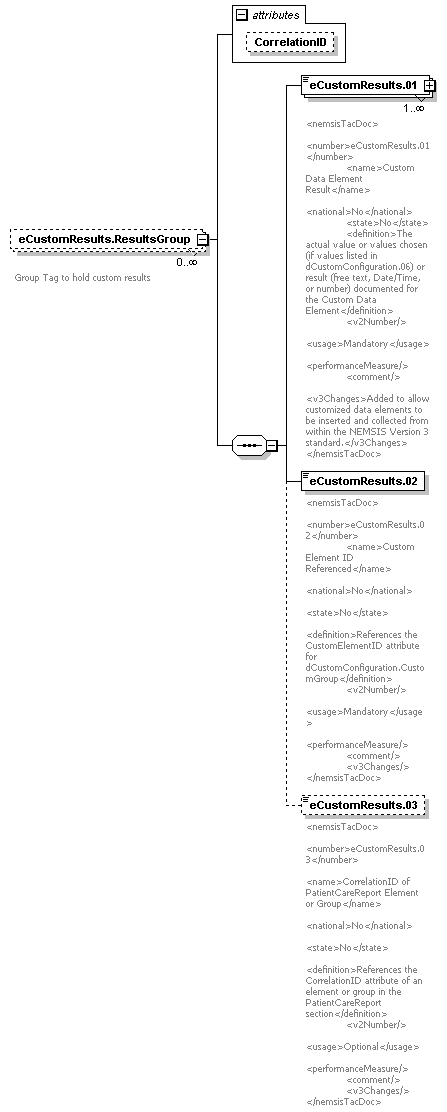 attributes
CorrelationID
eCustomResults.ResultsGroup
0..∞
Group Tag to hold custom results
eCustomResults.01
1..∞
<nemsisTacDoc>
<number>eCustomResults.01
</number>
<name>Custom
Data Element
Result</name>
<national>No</national>
<state>No</state>
<definition>The
actual value or values chosen
(if values listed in
dCustomConfiguration.06) or
result (free text, Date/Time,
or number) documented for
the Custom Data
Element</definition>
<v2Number/>
<usage>Mandatory</usage>
<performanceMeasure/>
<comment/>
<v3Changes>Added to allow
customized data elements to
be inserted and collected from
within the NEMSIS Version 3
standard.</v3Changes>
</nemsisTacDoc>
eCustomResults.02
<nemsisTacDoc>
<number>eCustomResults.0
2</number>
<name>Custom
Element ID
Referenced</name>
<national>No</national>
<state>No</state>
<definition>References the
CustomElementID attribute
for
dCustomConfiguration.Custo
mGroup</definition>
<v2Number/>
<usage>Mandatory</usage
>
<performanceMeasure/>
<comment/>
<v3Changes/>
</nemsisTacDoc>
eCustomResults.03
<nemsisTacDoc>
<number>eCustomResults.0
3</number>
<name>CorrelationID of
PatientCareReport Element
or Group</name>
<national>No</national>
<state>No</state>
<definition>References the
CorrelationID attribute of an
element or group in the
PatientCareReport
section</definition>
<v2Number/>
<usage>Optional</usage>
<performanceMeasure/>
<comment/>
<v3Changes/>
</nemsisTacDoc>